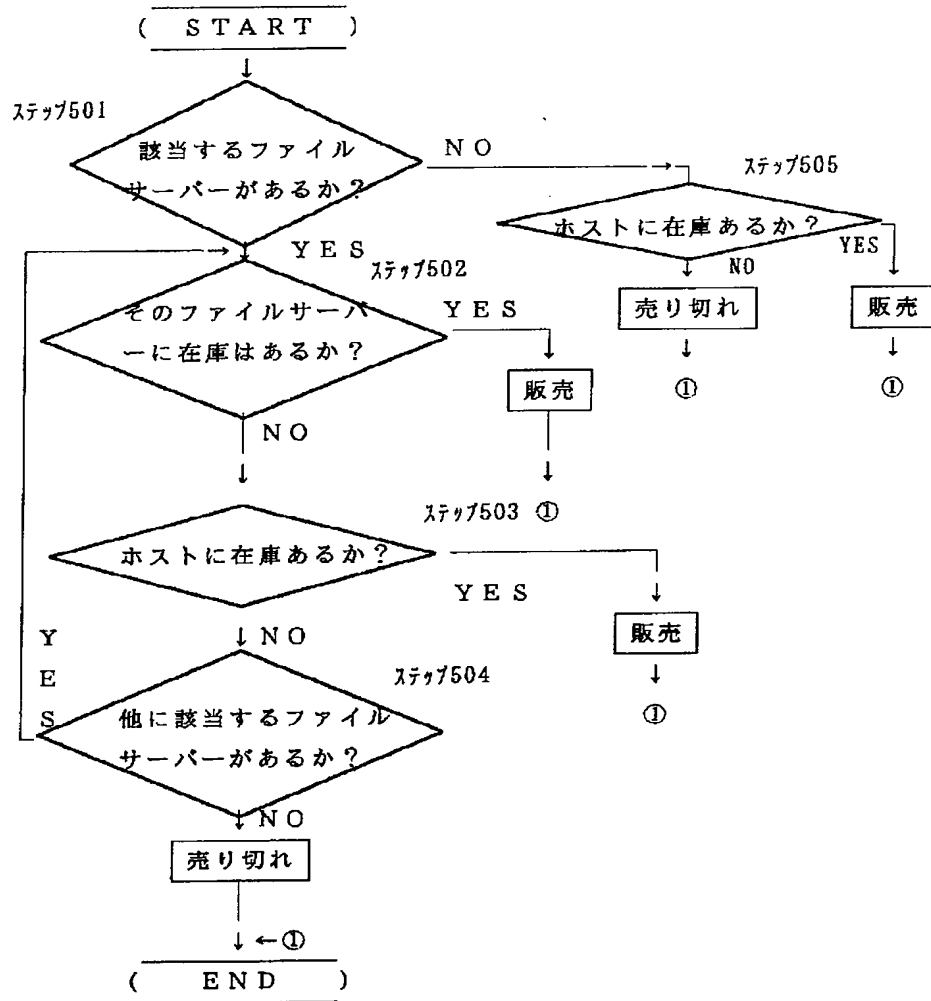 ( START )
↓
ステップ501
該当するファイル
サーバーがあるか?
NO
→
ステップ505
ホストに在庫あるか?
YES
NO
売り切れ
販売
↓
↓
①
①
→
YES
ステップ502
そのファイルサーバ
ーに在庫はあるか?
YES
↓
販売
↓
①
NO
↓
ステップ503
ホストに在庫あるか?
YES
↓
販売
↓
①
↓ NO
ステップ504
他に該当するファイル
サーバーがあるか?
YES
↓ NO
売り切れ
↓ ←①
( END )